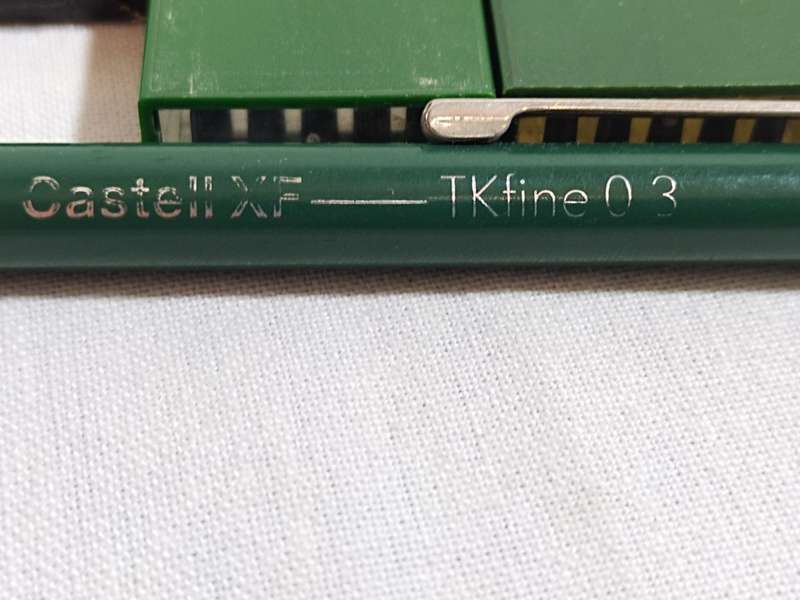 Castell XF — TKfine 0 3